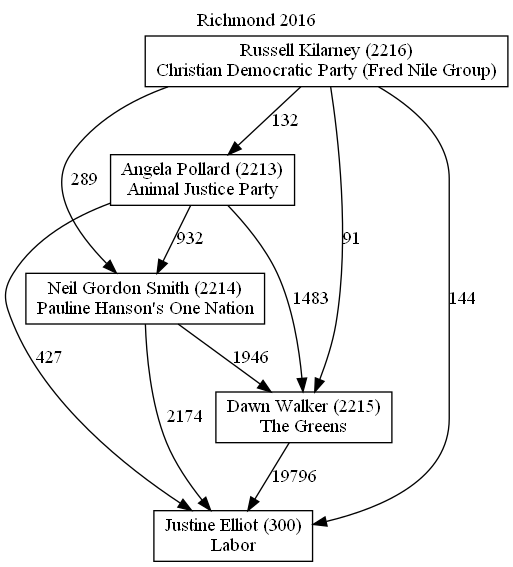 Richmond 2016
Russell Kilarney (2216)
Christian Democratic Party (Fred Nile Group)
132
Angela Pollard (2213)
Animal Justice Party
289
932
91
Neil Gordon Smith (2214)
Pauline Hanson's One Nation
1483
144
427
1946
2174
Dawn Walker (2215)
The Greens
19796
Justine Elliot (300)
Labor